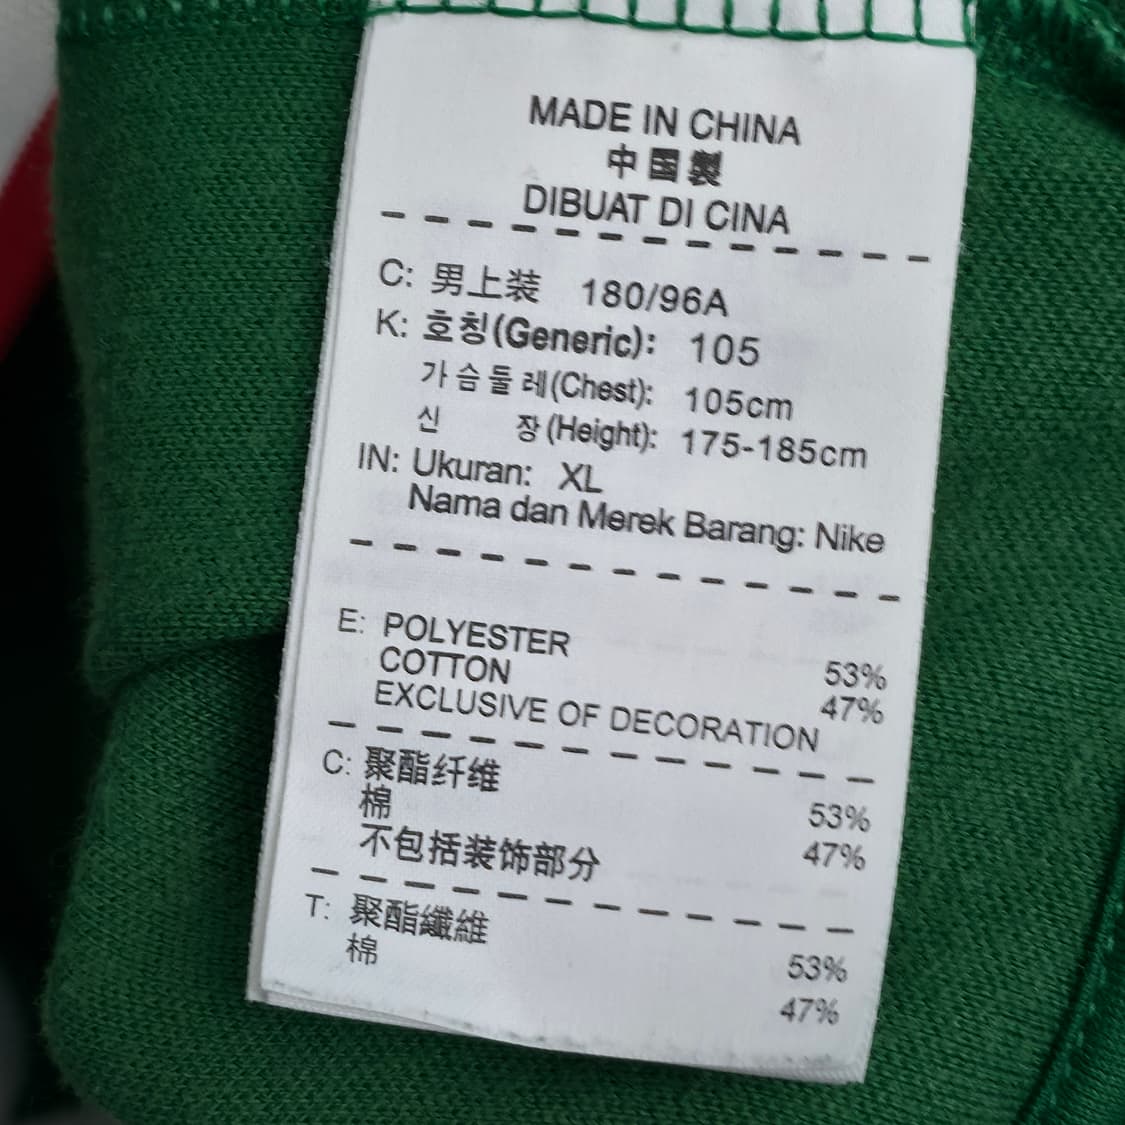 MADE IN CHINA
中国製
DIBUAT DI CINA
C: 男上装 180/96A
K: 호칭(Generic): 105
가슴둘레(Chest): 105cm
신 장(Height): 175-185cm
IN: Ukuran: XL
Nama dan Merek Barang: Nike
E: POLYESTER 53%
COTTON 47%
EXCLUSIVE OF DECORATION
C: 聚酯纤维 53%
棉 47%
不包括装饰部分
T: 聚酯纖維 53%
棉 47%